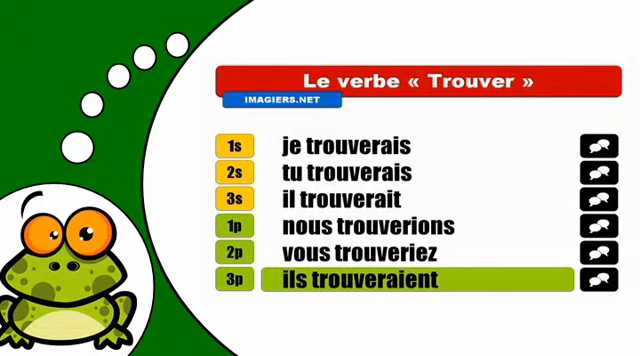 Le verbe « Trouver »
IMAGIERS.NET
1s je trouverais
2s tu trouverais
3s il trouverait
1p nous trouverions
2p vous trouveriez
3p ils trouveraient